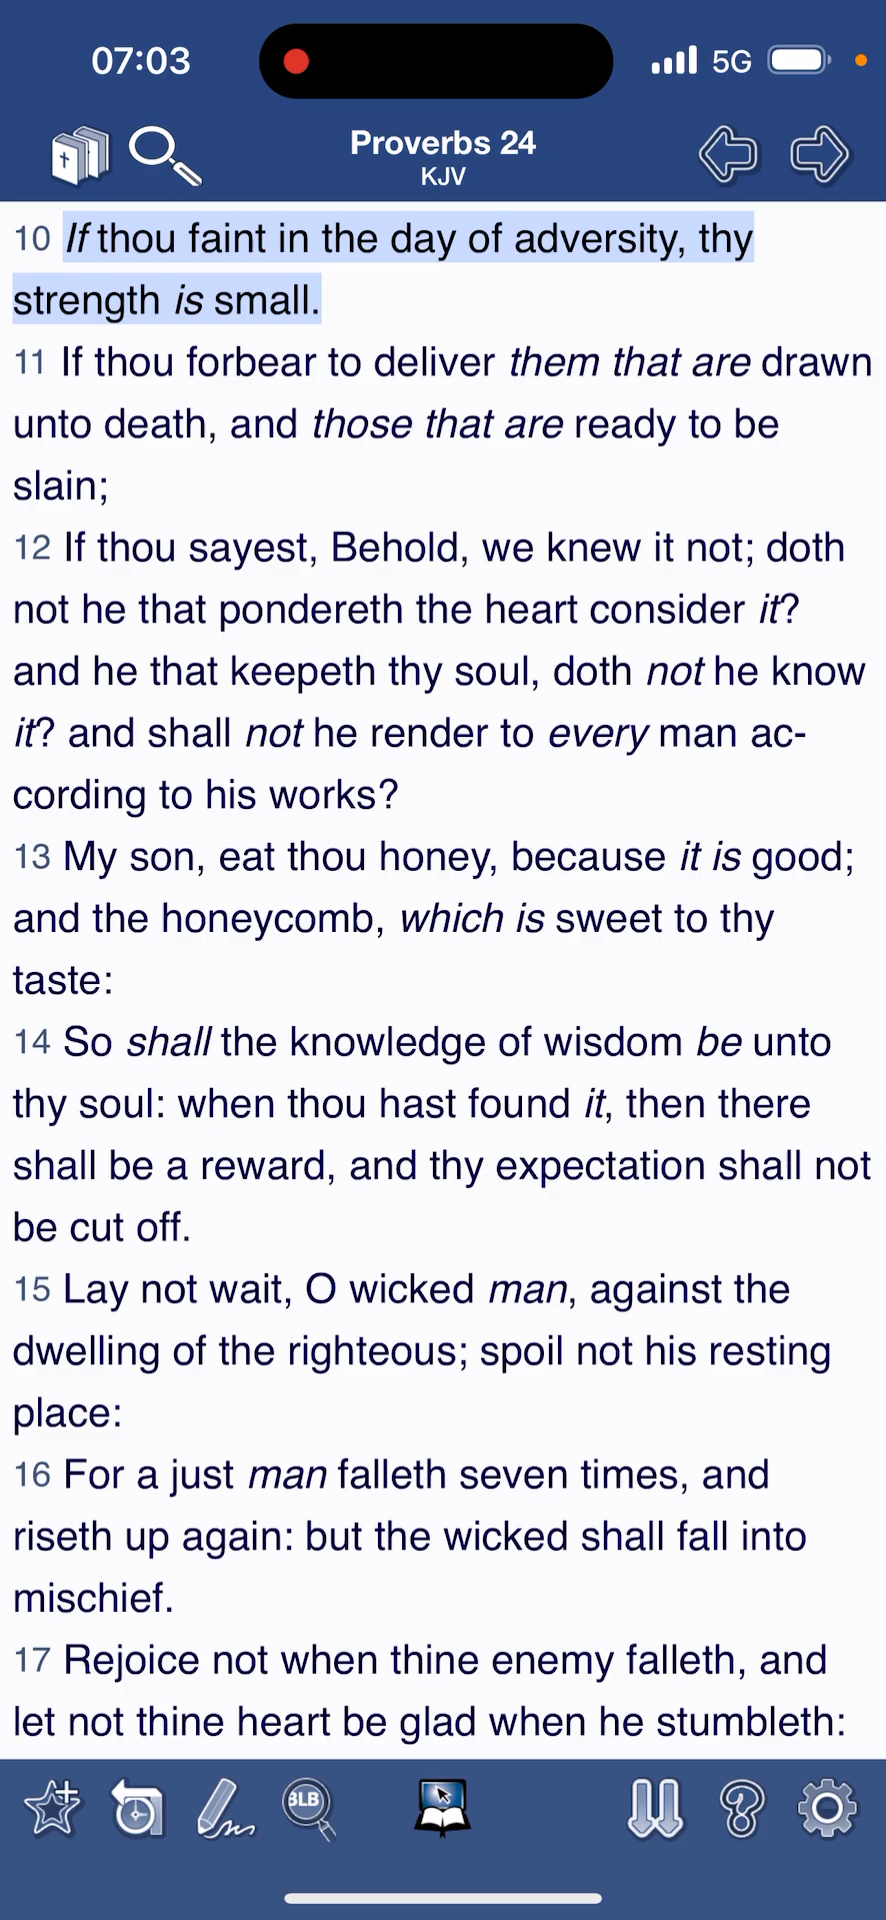 07:03
5G
Proverbs 24
KJV
10 If thou faint in the day of adversity, thy
strength is small.
11 If thou forbear to deliver them that are drawn
unto death, and those that are ready to be
slain;
12 If thou sayest, Behold, we knew it not; doth
not he that pondereth the heart consider it?
and he that keepeth thy soul, doth not he know
it? and shall not he render to every man ac-
cording to his works?
13 My son, eat thou honey, because it is good;
and the honeycomb, which is sweet to thy
taste:
14 So shall the knowledge of wisdom be unto
thy soul: when thou hast found it, then there
shall be a reward, and thy expectation shall not
be cut off.
15 Lay not wait, O wicked man, against the
dwelling of the righteous; spoil not his resting
place:
16 For a just man falleth seven times, and
riseth up again: but the wicked shall fall into
mischief.
17 Rejoice not when thine enemy falleth, and
let not thine heart be glad when he stumbleth:
BLB